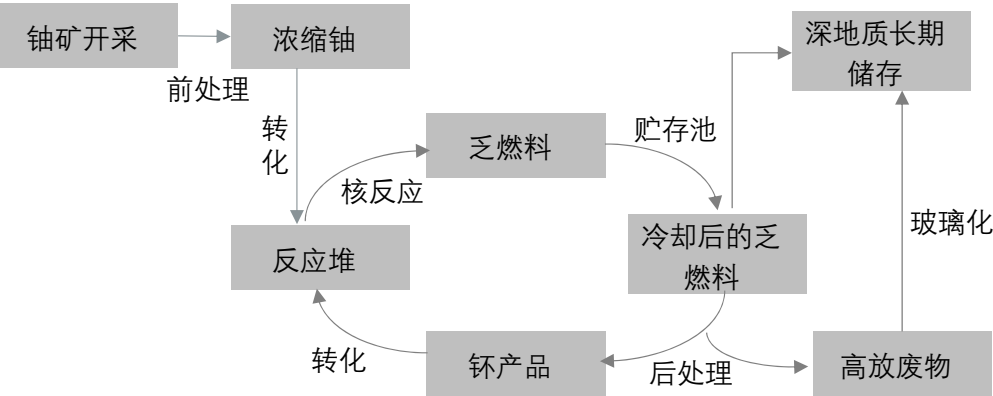 铀矿开采
浓缩铀
深地质长期
储存
前处理
转
化
乏燃料
贮存池
核反应
玻璃化
反应堆
冷却后的乏
燃料
转化
钚产品
后处理
高放废物